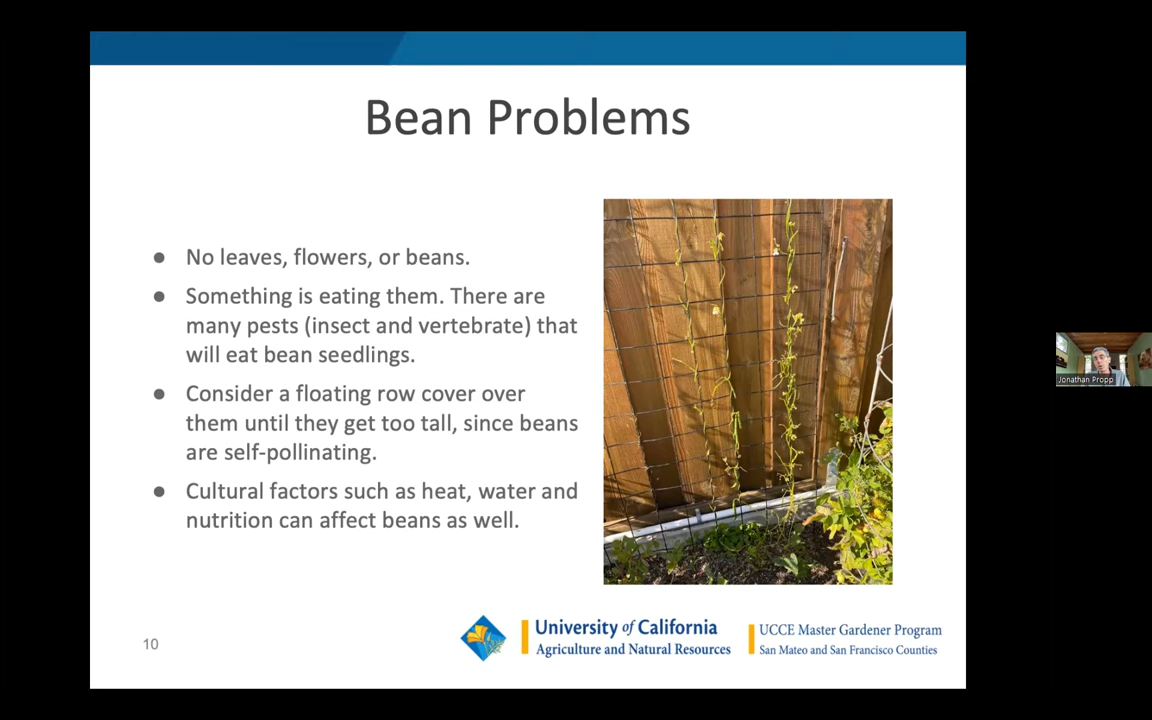 Bean Problems
● No leaves, flowers, or beans.
● Something is eating them. There are
many pests (insect and vertebrate) that
will eat bean seedlings.
● Consider a floating row cover over
them until they get too tall, since beans
are self-pollinating.
● Cultural factors such as heat, water and
nutrition can affect beans as well.
Jonathan Propp
10
University of California
Agriculture and Natural Resources
UCCE Master Gardener Program
San Mateo and San Francisco Counties